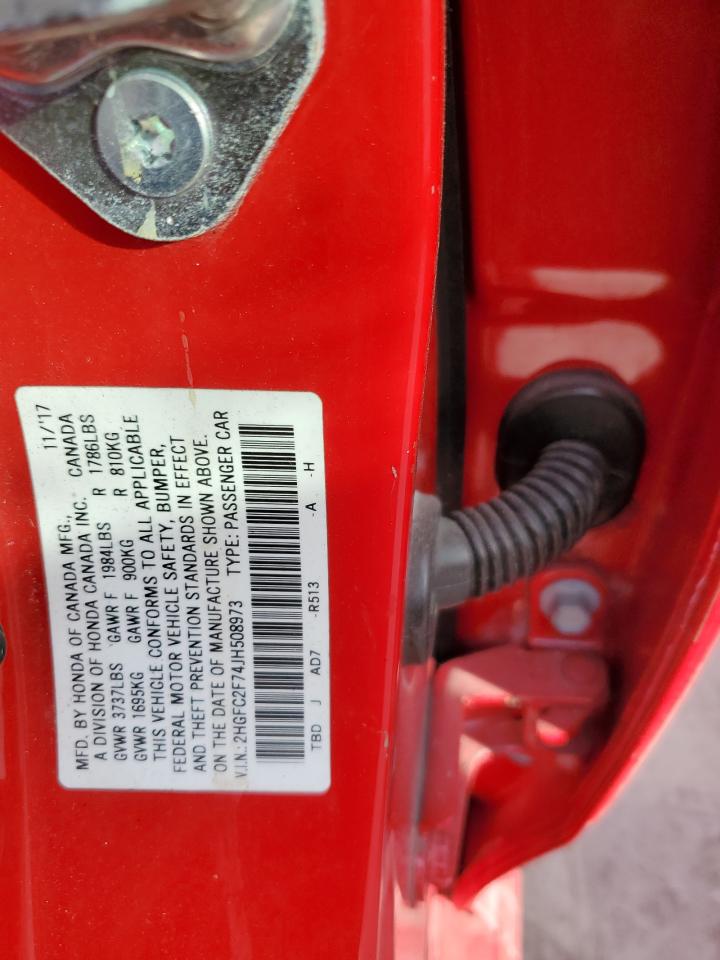 MFD. BY HONDA OF CANADA MFG., 11/'17
A DIVISION OF HONDA CANADA INC. CANADA
GVWR 3737LBS GAWR F 1984LBS R 1786LBS
GVWR 1695KG GAWR F 900KG R 810KG
THIS VEHICLE CONFORMS TO ALL APPLICABLE
FEDERAL MOTOR VEHICLE SAFETY, BUMPER,
AND THEFT PREVENTION STANDARDS IN EFFECT
ON THE DATE OF MANUFACTURE SHOWN ABOVE.
V.I.N.: 2HGFC2F74JH508973 TYPE: PASSENGER CAR
TBD J AD7 -R513 -A -H